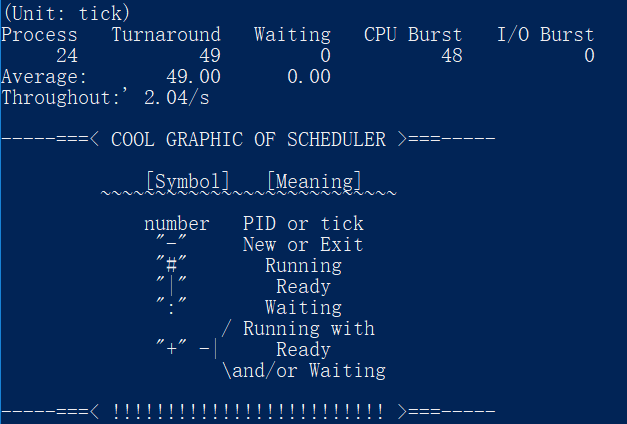 (Unit: tick)
Process   Turnaround   Waiting   CPU Burst   I/O Burst
     24           49         0          48           0
Average:       49.00      0.00
Throughout:' 2.04/s
-----===< COOL GRAPHIC OF SCHEDULER >===-----
[Symbol]   [Meaning]
~~~~~~~~~~~~~~~~~~~~~~~~~~~
number   PID or tick
"-"     New or Exit
"#"       Running
"|"        Ready
":"       Waiting
/ Running with
"+" -|     Ready
\and/or Waiting
-----===< !!!!!!!!!!!!!!!!!!!!!!!!! >===-----